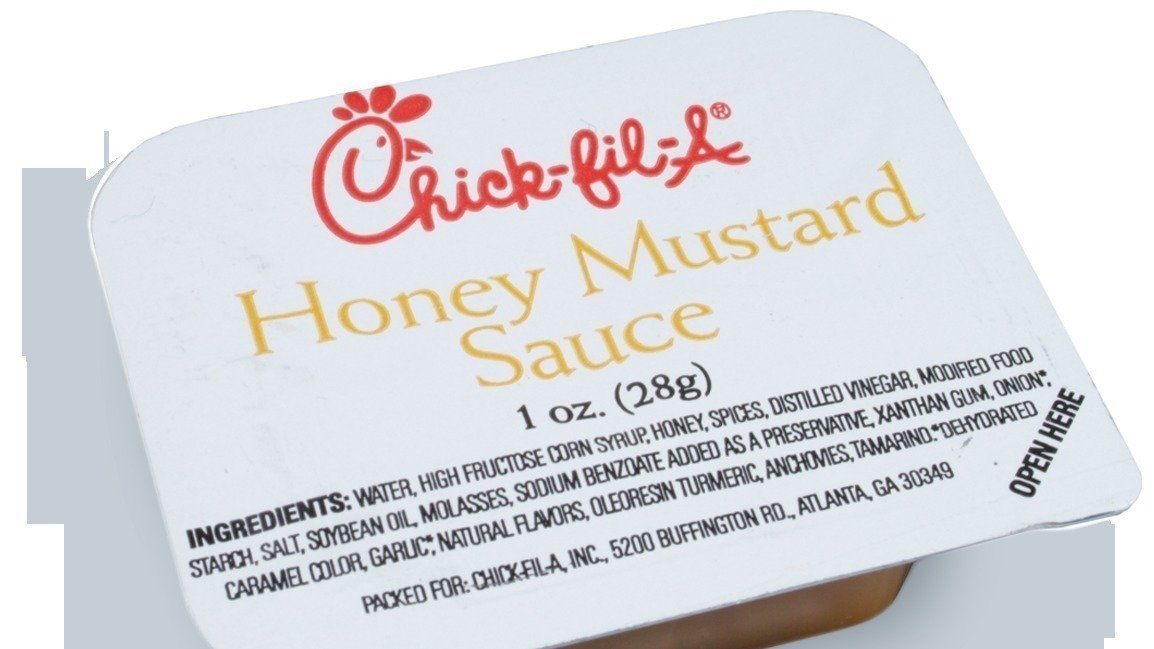 Chick-fil-A®
Honey Mustard
Sauce
1 oz. (28g)
INGREDIENTS: WATER, HIGH FRUCTOSE CORN SYRUP, HONEY, SPICES, DISTILLED VINEGAR, MODIFIED FOOD
STARCH, SALT, SOYBEAN OIL, MOLASSES, SODIUM BENZOATE ADDED AS A PRESERVATIVE, XANTHAN GUM, ONION*,
CARAMEL COLOR, GARLIC*, NATURAL FLAVORS, OLEORESIN TURMERIC, ANCHOVIES, TAMARIND. *DEHYDRATED
PACKED FOR: CHICK-FIL-A, INC., 5200 BUFFINGTON RD., ATLANTA, GA 30349
OPEN HERE